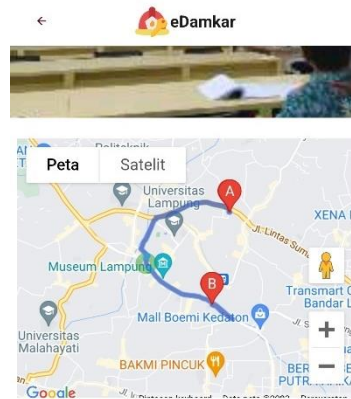 eDamkar
Politeknik
Peta
Satelit
Universitas
Lampung
A
XENA
Jl. Lintas Sum
Museum Lampung
B
Transmart
Bandar L
Mall Boemi Kedaton
Jl. S
+
Universitas
Malahayati
BAKMI PINCUK
−
Google